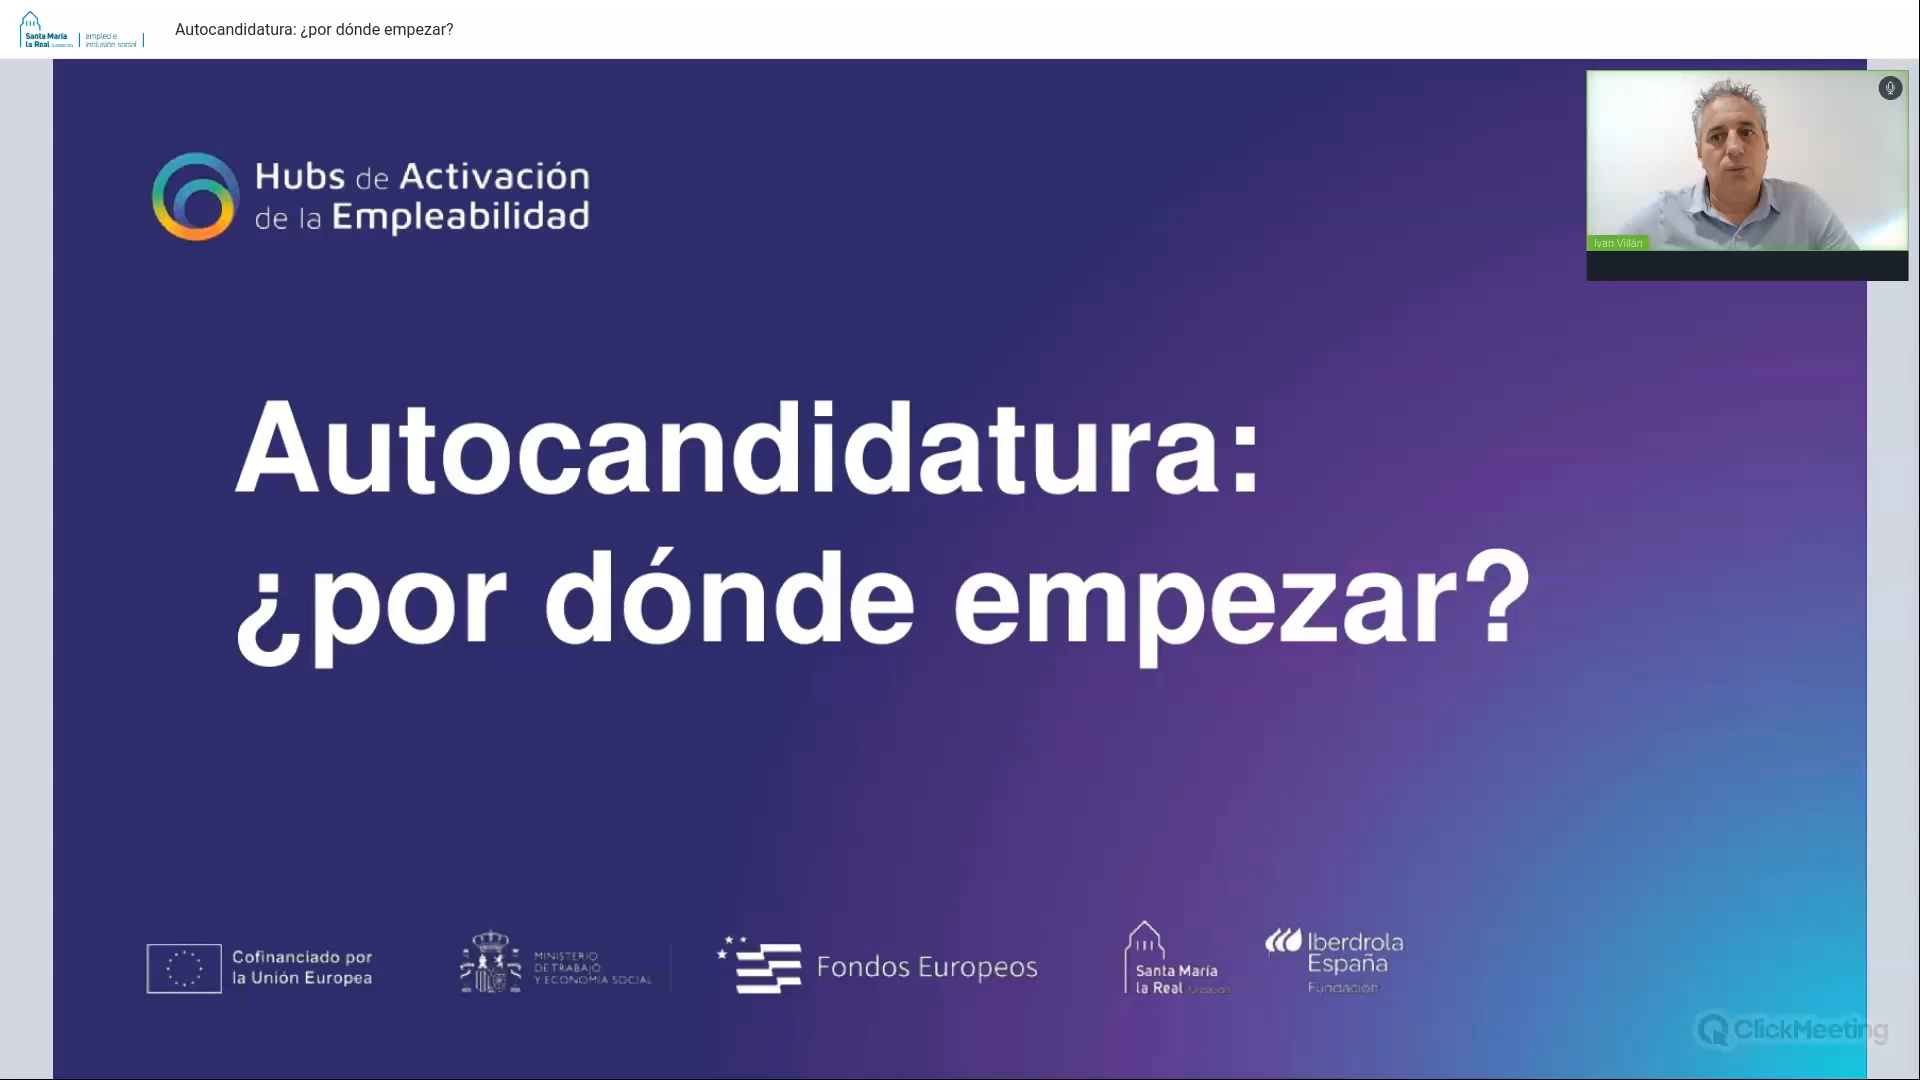 Santa María
la Real fundación
empleo e
inclusión social
Autocandidatura: ¿por dónde empezar?
Hubs de Activación
de la Empleabilidad
Ivan Villán
Autocandidatura:
¿por dónde empezar?
Cofinanciado por
la Unión Europea
MINISTERIO
DE TRABAJO
Y ECONOMÍA SOCIAL
Fondos Europeos
Santa María
la Real fundación
Iberdrola
España
Fundación
ClickMeeting